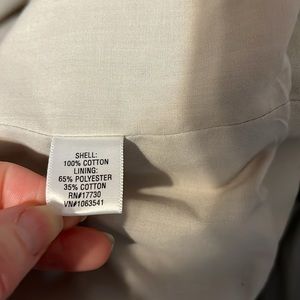 SHELL:
100% COTTON
LINING:
65% POLYESTER
35% COTTON
RN#17730
VN#1063541